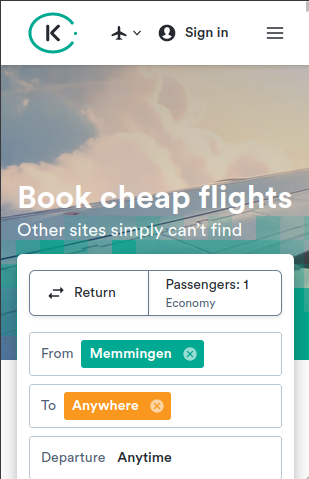 K
Sign in
Book cheap flights
Other sites simply can't find
Return
Passengers: 1
Economy
From Memmingen
To Anywhere
Departure Anytime